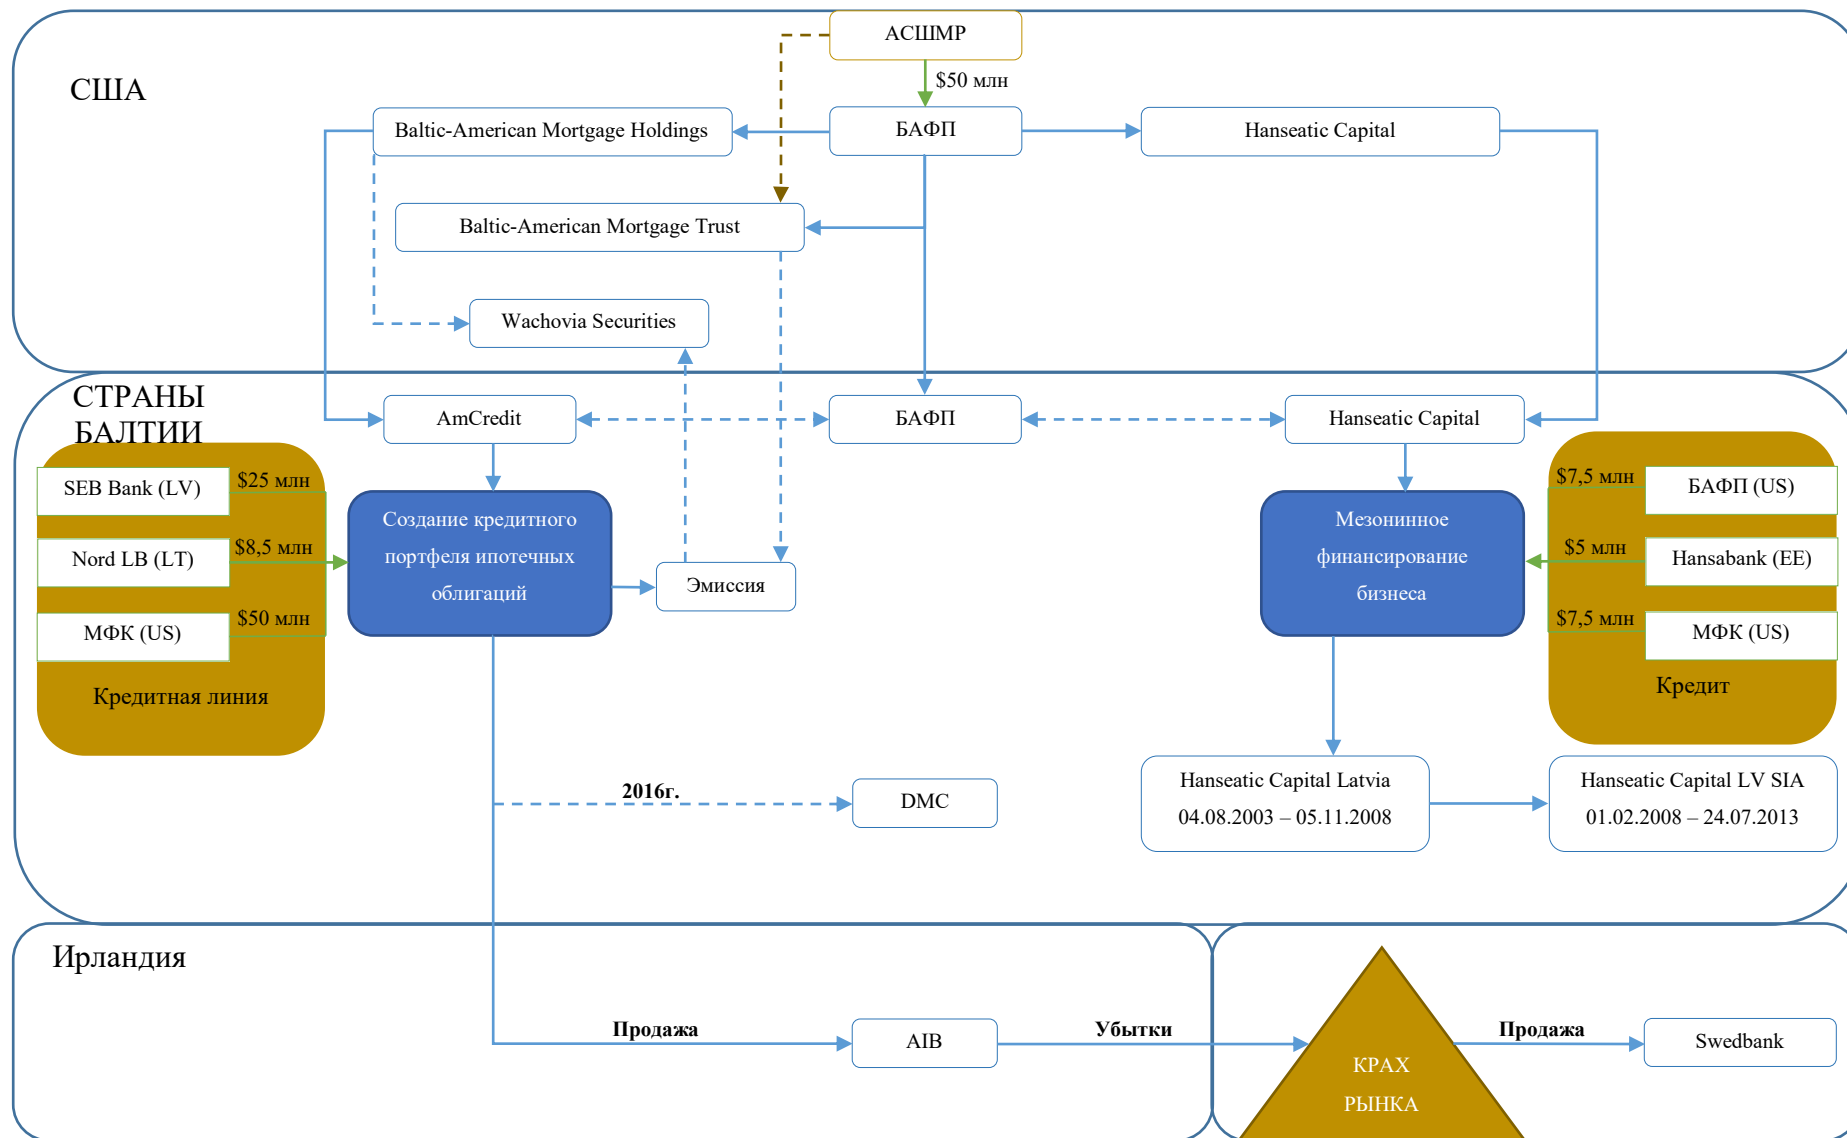 АСШМР
США
$50 млн
Baltic-American Mortgage Holdings
БАФП
Hanseatic Capital
Baltic-American Mortgage Trust
Wachovia Securities
СТРАНЫ
БАЛТИИ
AmCredit
БАФП
Hanseatic Capital
SEB Bank (LV)
$25 млн
Nord LB (LT)
$8,5 млн
МФК (US)
$50 млн
Кредитная линия
Создание кредитного
портфеля ипотечных
облигаций
Эмиссия
Мезонинное
финансирование
бизнеса
$7,5 млн
БАФП (US)
$5 млн
Hansabank (EE)
$7,5 млн
МФК (US)
Кредит
2016г.
DMC
Hanseatic Capital Latvia
04.08.2003 – 05.11.2008
Hanseatic Capital LV SIA
01.02.2008 – 24.07.2013
Ирландия
Продажа
AIB
Убытки
КРАХ
РЫНКА
Продажа
Swedbank